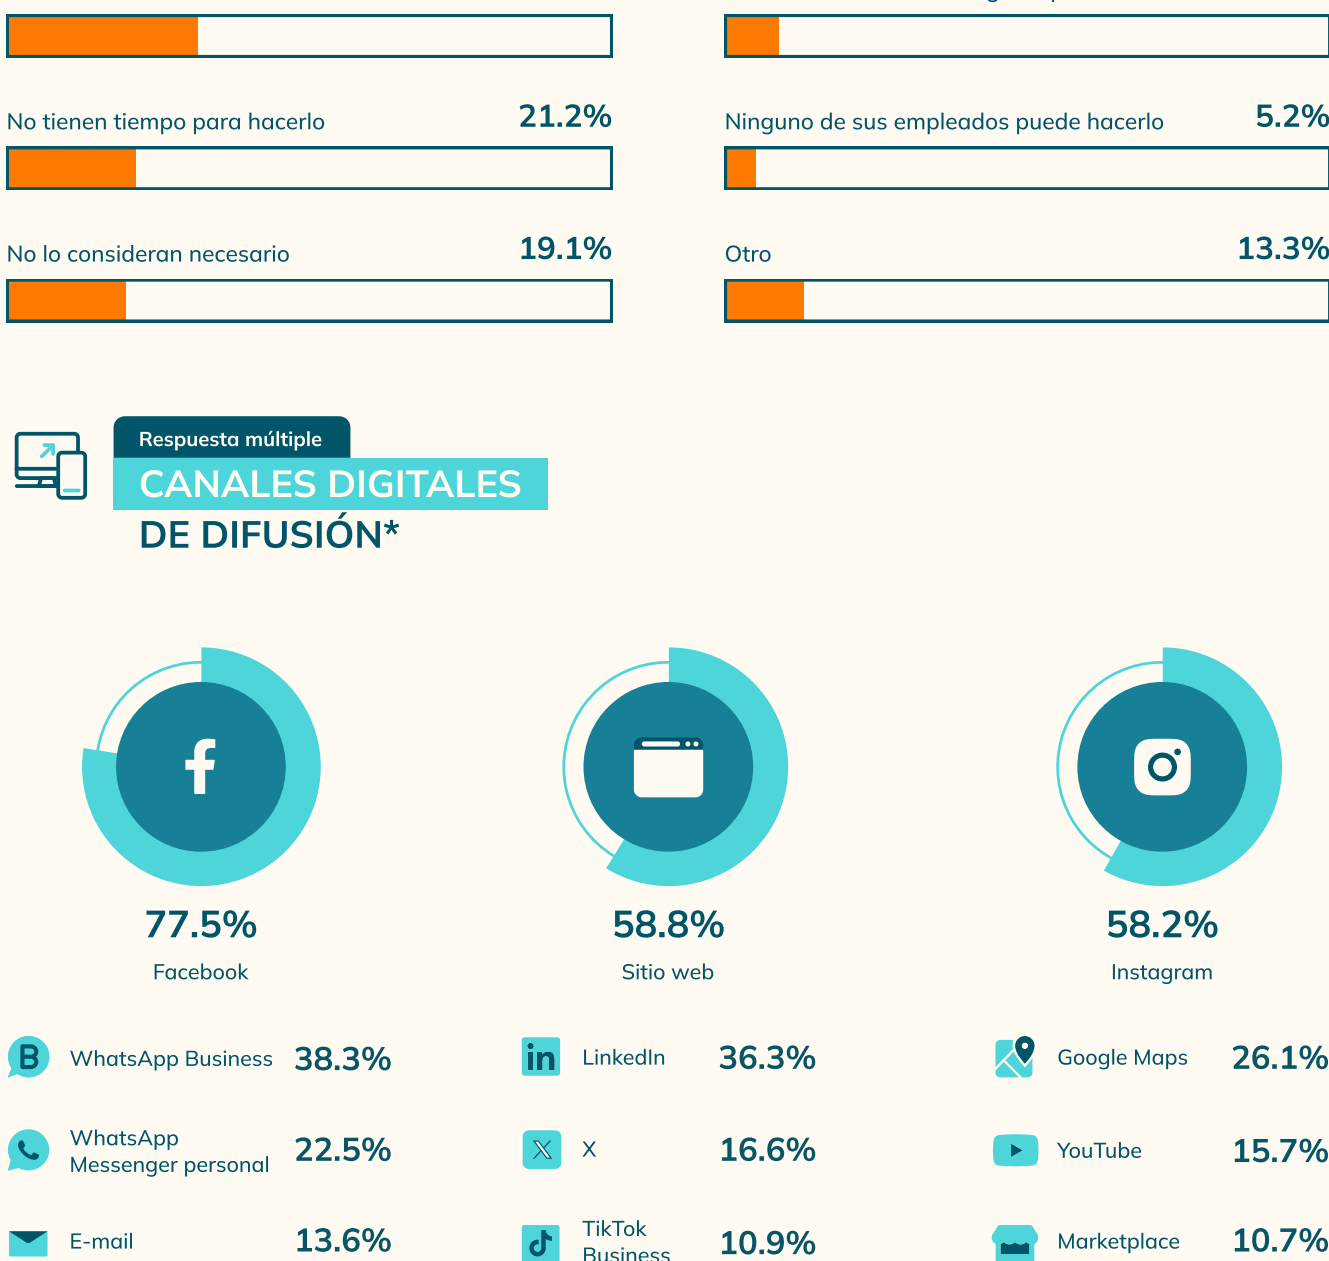 No tienen tiempo para hacerlo 21.2%
Ninguno de sus empleados puede hacerlo 5.2%
No lo consideran necesario 19.1%
Otro 13.3%
Respuesta múltiple
CANALES DIGITALES
DE DIFUSIÓN*
77.5%
Facebook
58.8%
Sitio web
58.2%
Instagram
WhatsApp Business 38.3%
LinkedIn 36.3%
Google Maps 26.1%
WhatsApp
Messenger personal 22.5%
X 16.6%
YouTube 15.7%
E-mail 13.6%
TikTok
Business 10.9%
Marketplace 10.7%